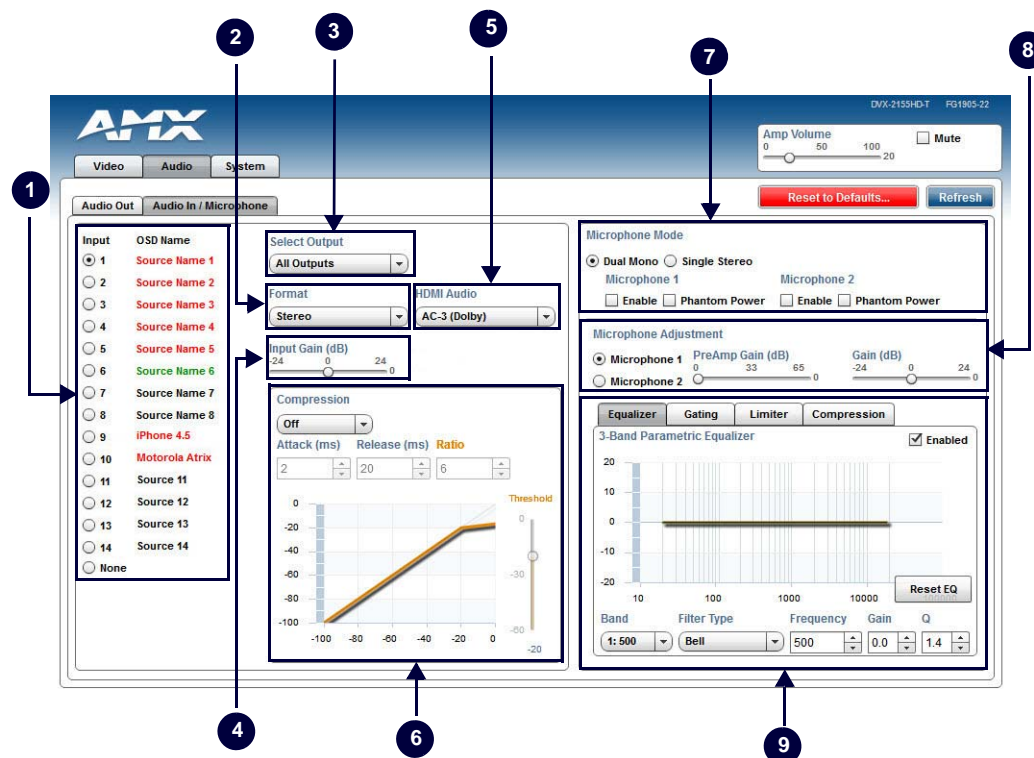 3
5
2
7
8
DVX-2155HD-T FG1905-22
AMX
Amp Volume
0 50 100
20
Mute
Video Audio System
1
Reset to Defaults... Refresh
Audio Out Audio In / Microphone
Input OSD Name
1 Source Name 1
2 Source Name 2
3 Source Name 3
4 Source Name 4
5 Source Name 5
6 Source Name 6
7 Source Name 7
8 Source Name 8
9 iPhone 4.5
10 Motorola Atrix
11 Source 11
12 Source 12
13 Source 13
14 Source 14
None
Select Output
All Outputs
Format
Stereo
HDMI Audio
AC-3 (Dolby)
Input Gain (dB)
-24 0 24
0
Compression
Off
Attack (ms) Release (ms) Ratio
2 20 6
Threshold
0
-20
-40
-60
-80
-100
-100 -80 -60 -40 -20 0
0
-30
-60
-20
Microphone Mode
Dual Mono Single Stereo
Microphone 1 Microphone 2
Enable Phantom Power Enable Phantom Power
Microphone Adjustment
Microphone 1
Microphone 2
PreAmp Gain (dB)
0 33 65
0
Gain (dB)
-24 0 24
0
Equalizer Gating Limiter Compression
3-Band Parametric Equalizer
Enabled
20
10
0
-10
-20
10 100 1000 10000
Reset EQ
Band Filter Type Frequency Gain Q
1: 500 Bell 500 0.0 1.4
4
6
9